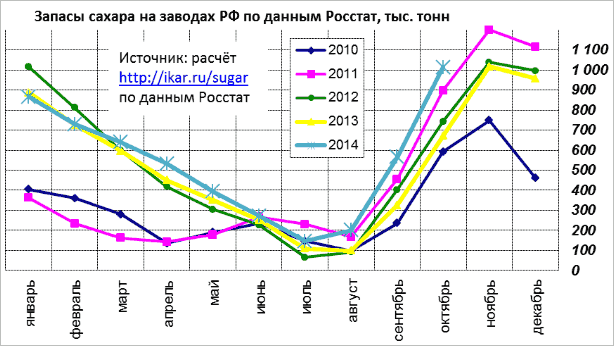 Запасы сахара на заводах РФ по данным Росстат, тыс. тонн
Источник: расчёт
http://ikar.ru/sugar
по данным Росстат
2010
2011
2012
2013
2014
1 100
1 000
900
800
700
600
500
400
300
200
100
0
январь
февраль
март
апрель
май
июнь
июль
август
сентябрь
октябрь
ноябрь
декабрь